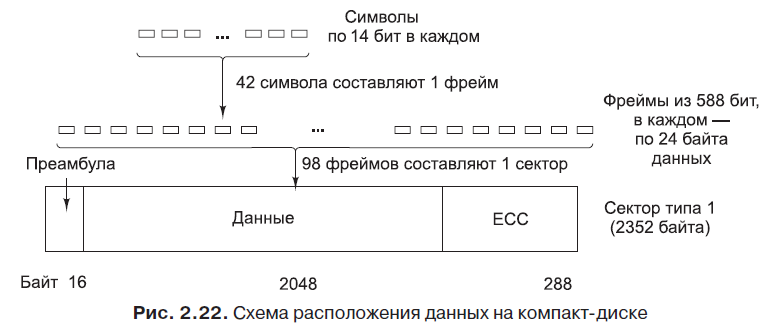 Символы
по 14 бит в каждом
...
42 символа составляют 1 фрейм
Фреймы из 588 бит,
в каждом —
по 24 байта
данных
...
Преамбула
98 фреймов составляют 1 сектор
Данные
ECC
Сектор типа 1
(2352 байта)
Байт 16
2048
288
Рис. 2.22. Схема расположения данных на компакт-диске